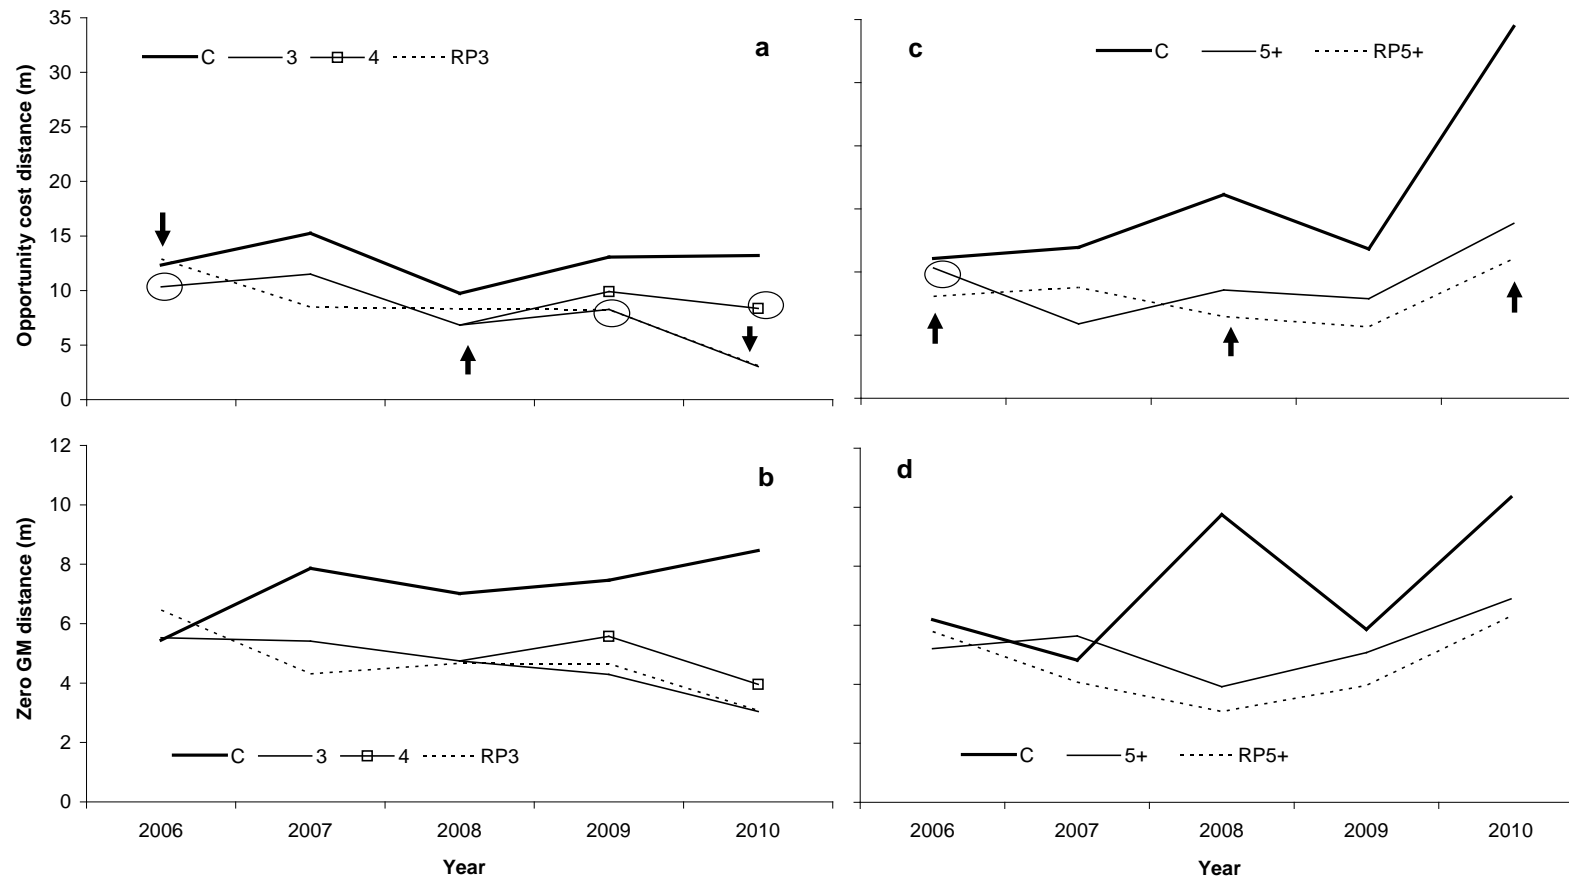 35
30
25
20
15
10
5
0
Opportunity cost distance (m)
C 3 4 RP3
a
c
C 5+ RP5+
12
10
8
6
4
2
0
Zero GM distance (m)
b
d
C 3 4 RP3
C 5+ RP5+
2006 2007 2008 2009 2010
2006 2007 2008 2009 2010
Year
Year